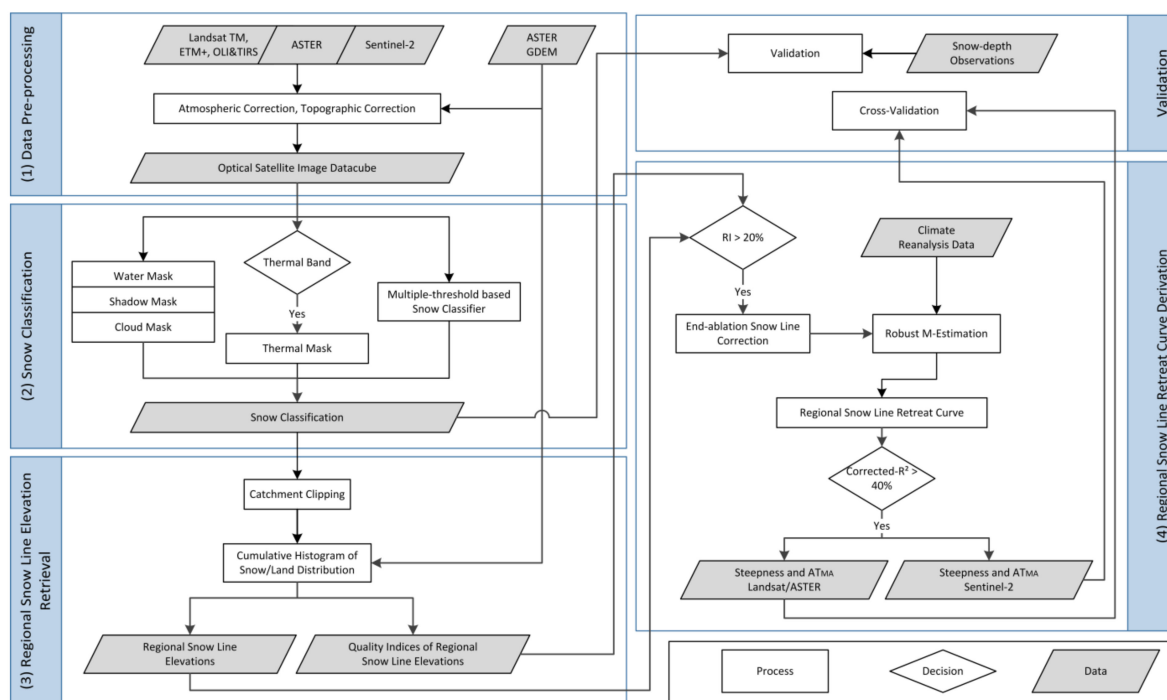 (1) Data Pre-processing
Landsat TM,
ETM+, OLI&TIRS
ASTER
Sentinel-2
ASTER
GDEM
Atmospheric Correction, Topographic Correction
Optical Satellite Image Datacube
(2) Snow Classification
Water Mask
Shadow Mask
Cloud Mask
Thermal Band
Yes
Thermal Mask
Multiple-threshold based
Snow Classifier
Snow Classification
(3) Regional Snow Line Elevation
Retrieval
Catchment Clipping
Cumulative Histogram of
Snow/Land Distribution
Regional Snow Line
Elevations
Quality Indices of Regional
Snow Line Elevations
Validation
Validation
Snow-depth
Observations
Cross-Validation
(4) Regional Snow Line Retreat Curve Derivation
RI > 20%
Yes
Climate
Reanalysis Data
End-ablation Snow Line
Correction
Robust M-Estimation
Regional Snow Line Retreat Curve
Corrected-R² >
40%
Yes
Steepness and ATMA
Landsat/ASTER
Steepness and ATMA
Sentinel-2
Process
Decision
Data